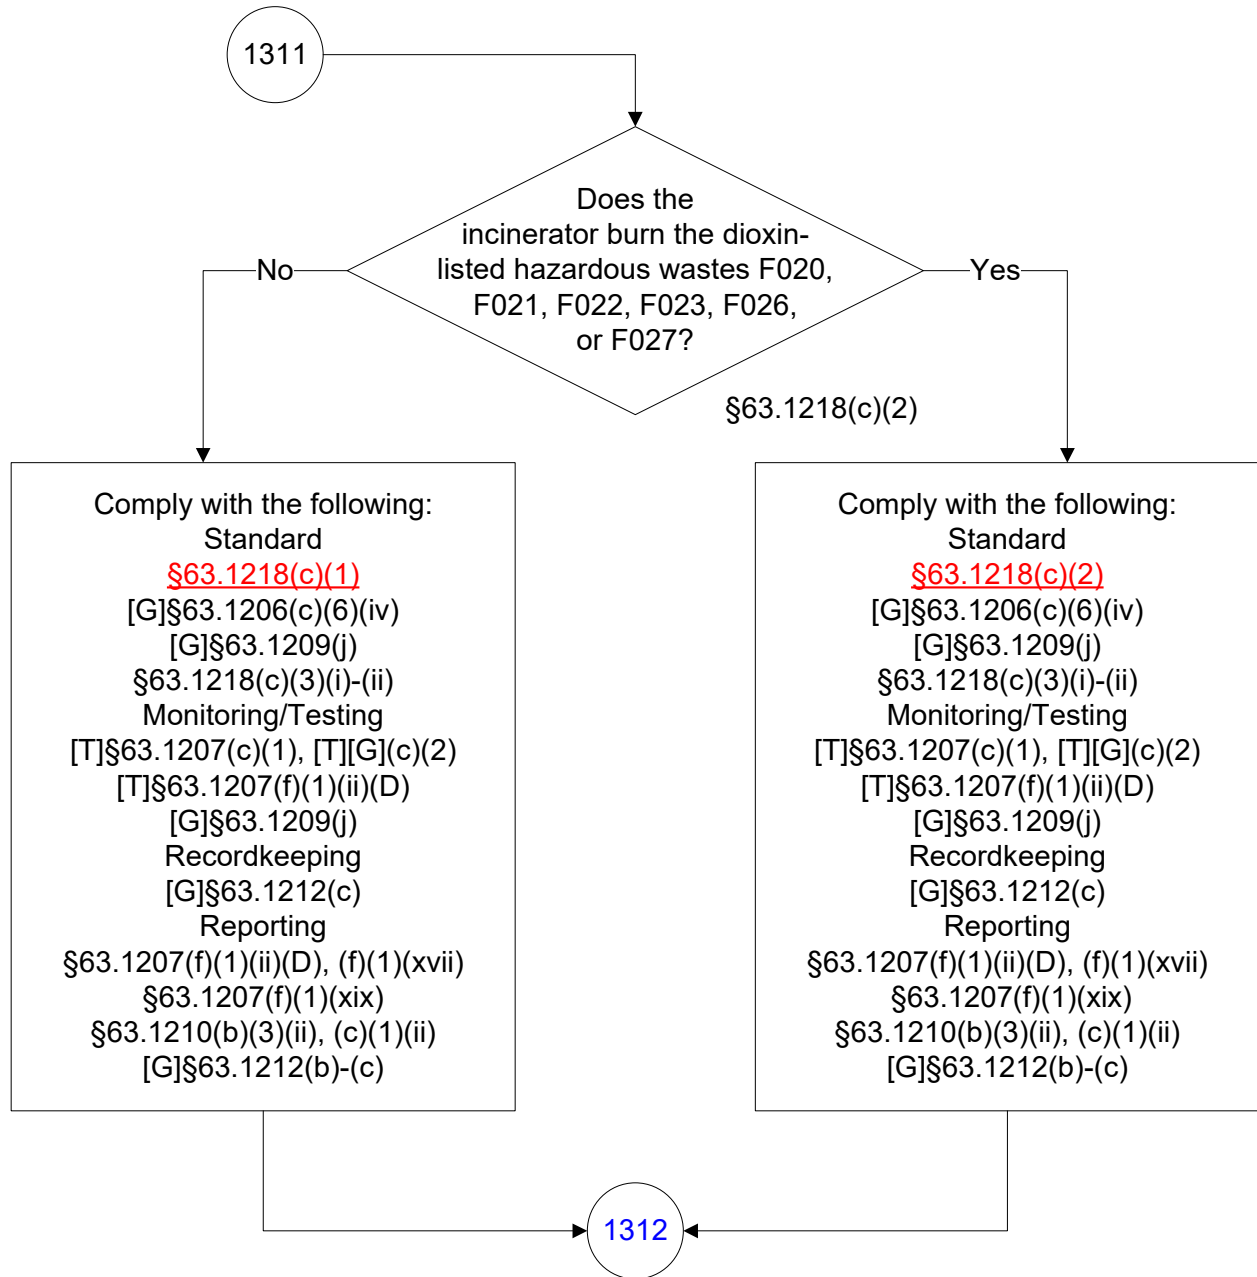 1311
Does the
incinerator burn the dioxin-
listed hazardous wastes F020,
F021, F022, F023, F026,
or F027?
No
Yes
§63.1218(c)(2)
Comply with the following:
Standard
§63.1218(c)(1)
[G]§63.1206(c)(6)(iv)
[G]§63.1209(j)
§63.1218(c)(3)(i)-(ii)
Monitoring/Testing
[T]§63.1207(c)(1), [T][G](c)(2)
[T]§63.1207(f)(1)(ii)(D)
[G]§63.1209(j)
Recordkeeping
[G]§63.1212(c)
Reporting
§63.1207(f)(1)(ii)(D), (f)(1)(xvii)
§63.1207(f)(1)(xix)
§63.1210(b)(3)(ii), (c)(1)(ii)
[G]§63.1212(b)-(c)
Comply with the following:
Standard
§63.1218(c)(2)
[G]§63.1206(c)(6)(iv)
[G]§63.1209(j)
§63.1218(c)(3)(i)-(ii)
Monitoring/Testing
[T]§63.1207(c)(1), [T][G](c)(2)
[T]§63.1207(f)(1)(ii)(D)
[G]§63.1209(j)
Recordkeeping
[G]§63.1212(c)
Reporting
§63.1207(f)(1)(ii)(D), (f)(1)(xvii)
§63.1207(f)(1)(xix)
§63.1210(b)(3)(ii), (c)(1)(ii)
[G]§63.1212(b)-(c)
1312